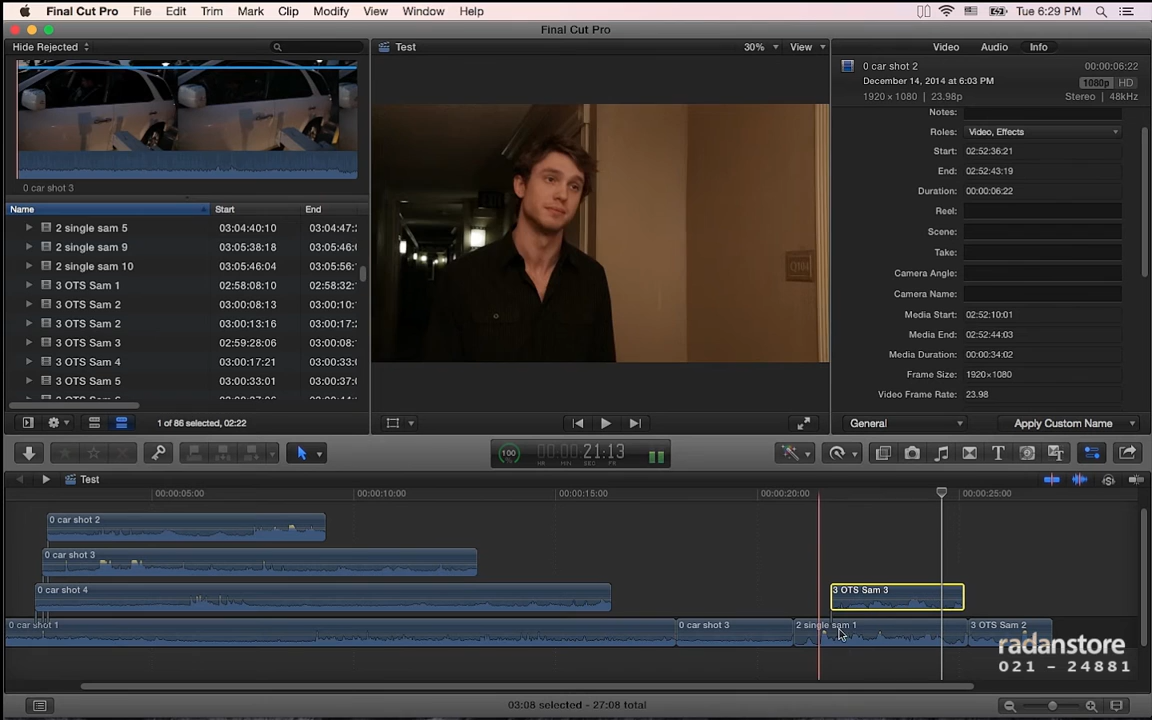 Final Cut Pro File Edit Trim Mark Clip Modify View Window Help Tue 6:29 PM
Final Cut Pro
Hide Rejected
Test 30% View
Video Audio Info
0 car shot 2 00:00:06:22
December 14, 2014 at 6:03 PM 1080p HD
1920 × 1080 23.98p Stereo 48kHz
Notes:
Roles: Video, Effects
Start: 02:52:36:21
End: 02:52:43:19
Duration: 00:00:06:22
Reel:
Scene:
Take:
Camera Angle:
Camera Name:
Media Start: 02:52:10:01
Media End: 02:52:44:03
Media Duration: 00:00:34:02
Frame Size: 1920×1080
Video Frame Rate: 23.98
General Apply Custom Name
0 car shot 3
Name Start End
2 single sam 5 03:04:40:10 03:04:47:
2 single sam 9 03:05:38:18 03:05:46:
2 single sam 10 03:05:46:04 03:05:56:
3 OTS Sam 1 02:58:08:10 02:58:32:
3 OTS Sam 2 03:00:08:13 03:00:10:
3 OTS Sam 2 03:00:13:16 03:00:17:
3 OTS Sam 3 02:59:28:06 03:00:08:
3 OTS Sam 4 03:00:17:21 03:00:33:
3 OTS Sam 5 03:00:33:01 03:00:37:
1 of 86 selected, 02:22
100 21:13
HR MIN SEC FR
Test
00:00:05:00 00:00:10:00 00:00:15:00 00:00:20:00 00:00:25:00
0 car shot 2
0 car shot 3
0 car shot 4 3 OTS Sam 3
0 car shot 1 0 car shot 3 2 single sam 1 3 OTS Sam 2
radanstore
021 - 24881
03:08 selected - 27:08 total